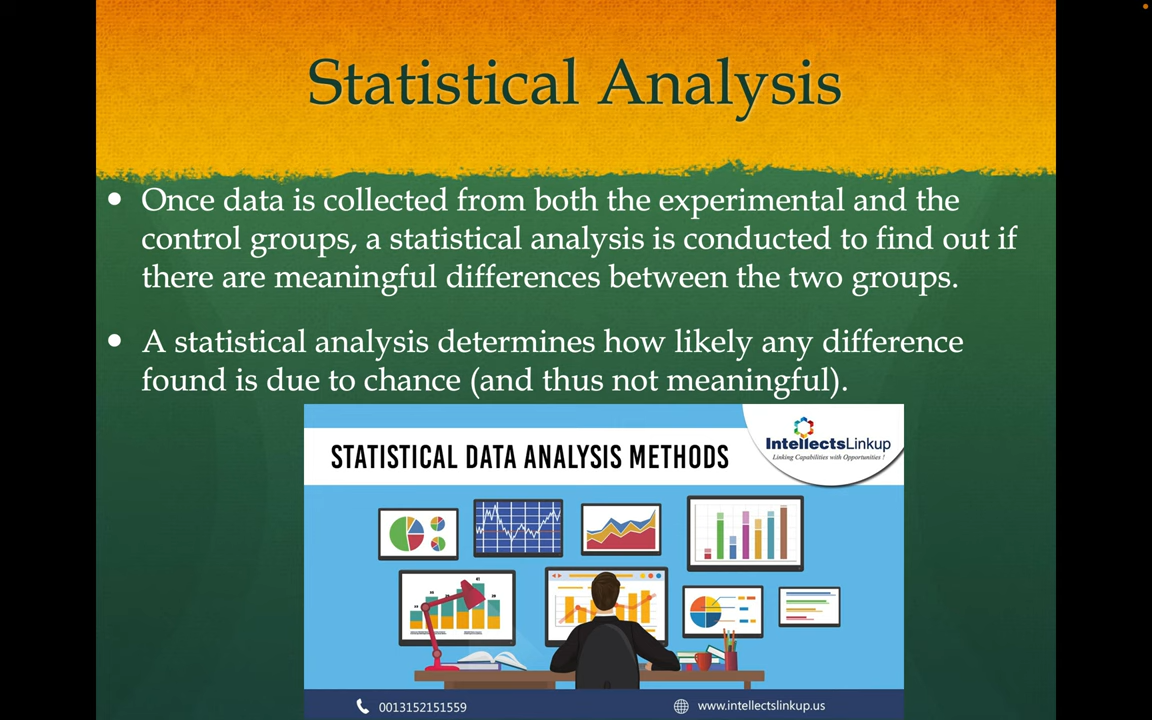 Statistical Analysis
• Once data is collected from both the experimental and the
control groups, a statistical analysis is conducted to find out if
there are meaningful differences between the two groups.
• A statistical analysis determines how likely any difference
found is due to chance (and thus not meaningful).
STATISTICAL DATA ANALYSIS METHODS
IntellectsLinkup
Linking Capabilities with Opportunities !
0013152151559
www.intellectslinkup.us